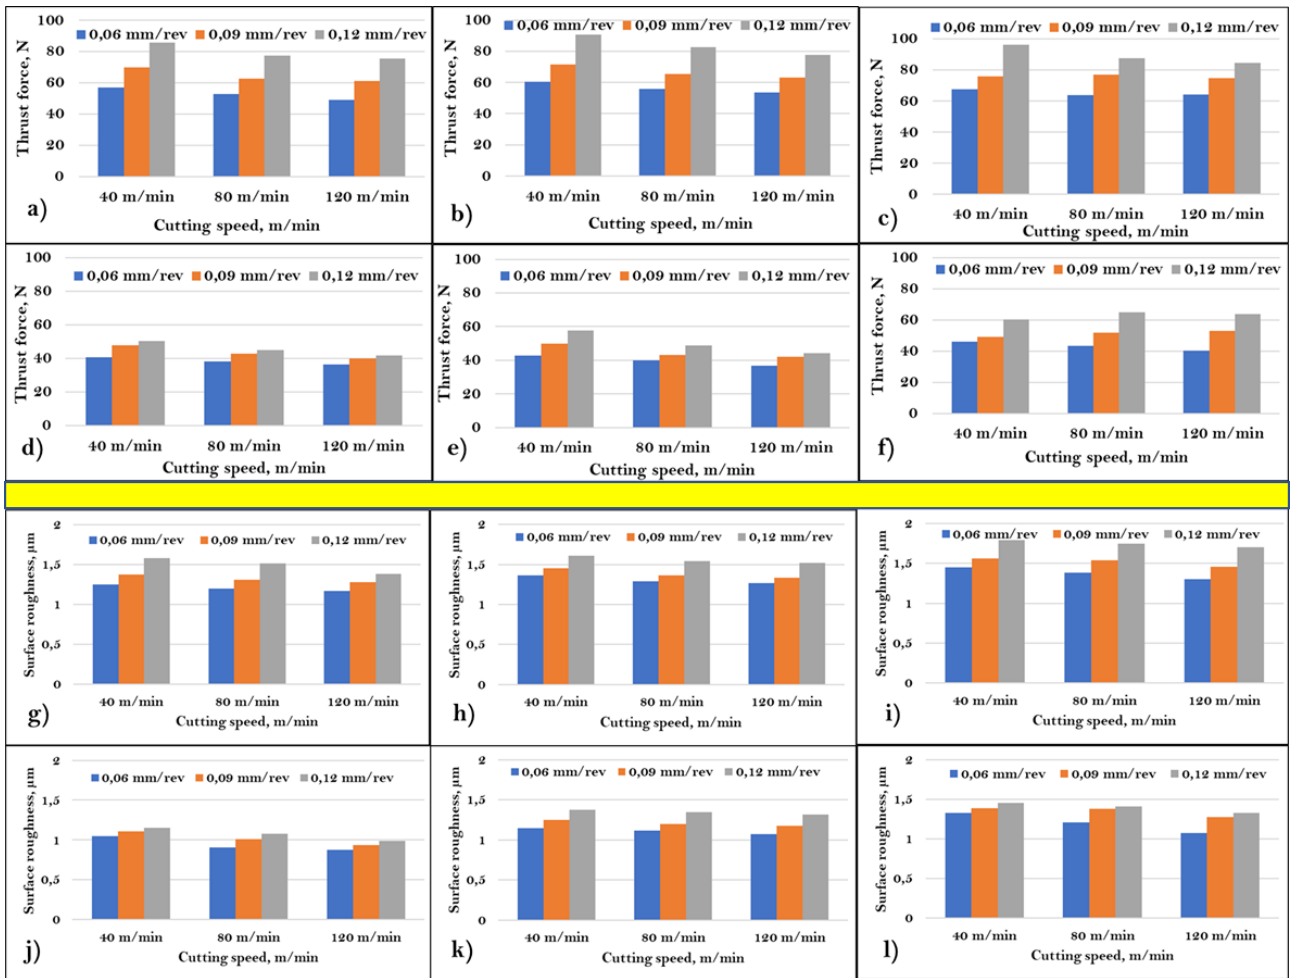 100
80
60
40
20
0
Thrust force, N
0,06 mm/rev 0,09 mm/rev 0,12 mm/rev
40 m/min 80 m/min 120 m/min
Cutting speed, m/min
a)
100
80
60
40
20
0
Thrust force, N
0,06 mm/rev 0,09 mm/rev 0,12 mm/rev
40 m/min 80 m/min 120 m/min
Cutting speed, m/min
b)
100
80
60
40
20
0
Thrust force, N
0,06 mm/rev 0,09 mm/rev 0,12 mm/rev
40 m/min 80 m/min 120 m/min
Cutting speed, m/min
c)
100
80
60
40
20
0
Thrust force, N
0,06 mm/rev 0,09 mm/rev 0,12 mm/rev
40 m/min 80 m/min 120 m/min
Cutting speed, m/min
d)
100
80
60
40
20
0
Thrust force, N
0,06 mm/rev 0,09 mm/rev 0,12 mm/rev
40 m/min 80 m/min 120 m/min
Cutting speed, m/min
e)
100
80
60
40
20
0
Thrust force, N
0,06 mm/rev 0,09 mm/rev 0,12 mm/rev
40 m/min 80 m/min 120 m/min
Cutting speed, m/min
f)
2
1,5
1
0,5
0
Surface roughness, µm
0,06 mm/rev 0,09 mm/rev 0,12 mm/rev
40 m/min 80 m/min 120 m/min
Cutting speed, m/min
g)
2
1,5
1
0,5
0
Surface roughness, µm
0,06 mm/rev 0,09 mm/rev 0,12 mm/rev
40 m/min 80 m/min 120 m/min
Cutting speed, m/min
h)
2
1,5
1
0,5
0
Surface roughness, µm
0,06 mm/rev 0,09 mm/rev 0,12 mm/rev
40 m/min 80 m/min 120 m/min
Cutting speed, m/min
i)
2
1,5
1
0,5
0
Surface roughness, µm
0,06 mm/rev 0,09 mm/rev 0,12 mm/rev
40 m/min 80 m/min 120 m/min
Cutting speed, m/min
j)
2
1,5
1
0,5
0
Surface roughness, µm
0,06 mm/rev 0,09 mm/rev 0,12 mm/rev
40 m/min 80 m/min 120 m/min
Cutting speed, m/min
k)
2
1,5
1
0,5
0
Surface roughness, µm
0,06 mm/rev 0,09 mm/rev 0,12 mm/rev
40 m/min 80 m/min 120 m/min
Cutting speed, m/min
l)